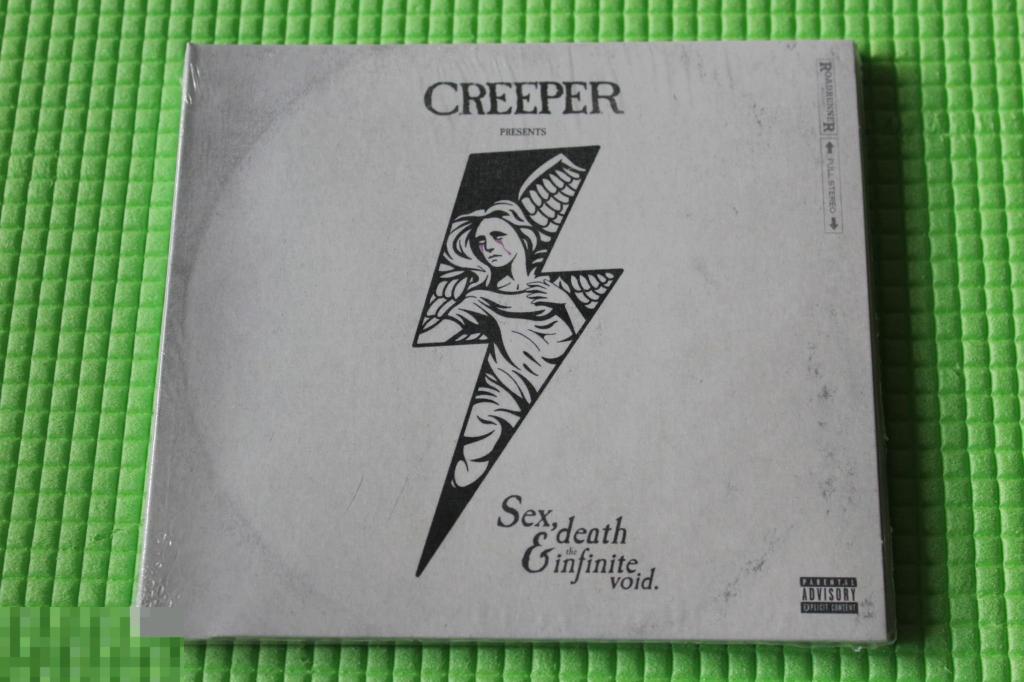 CREEPER
PRESENTS
ROADRUNNER
FULL STEREO
Sex,
death
& the infinite
void.
PARENTAL
ADVISORY
EXPLICIT CONTENT